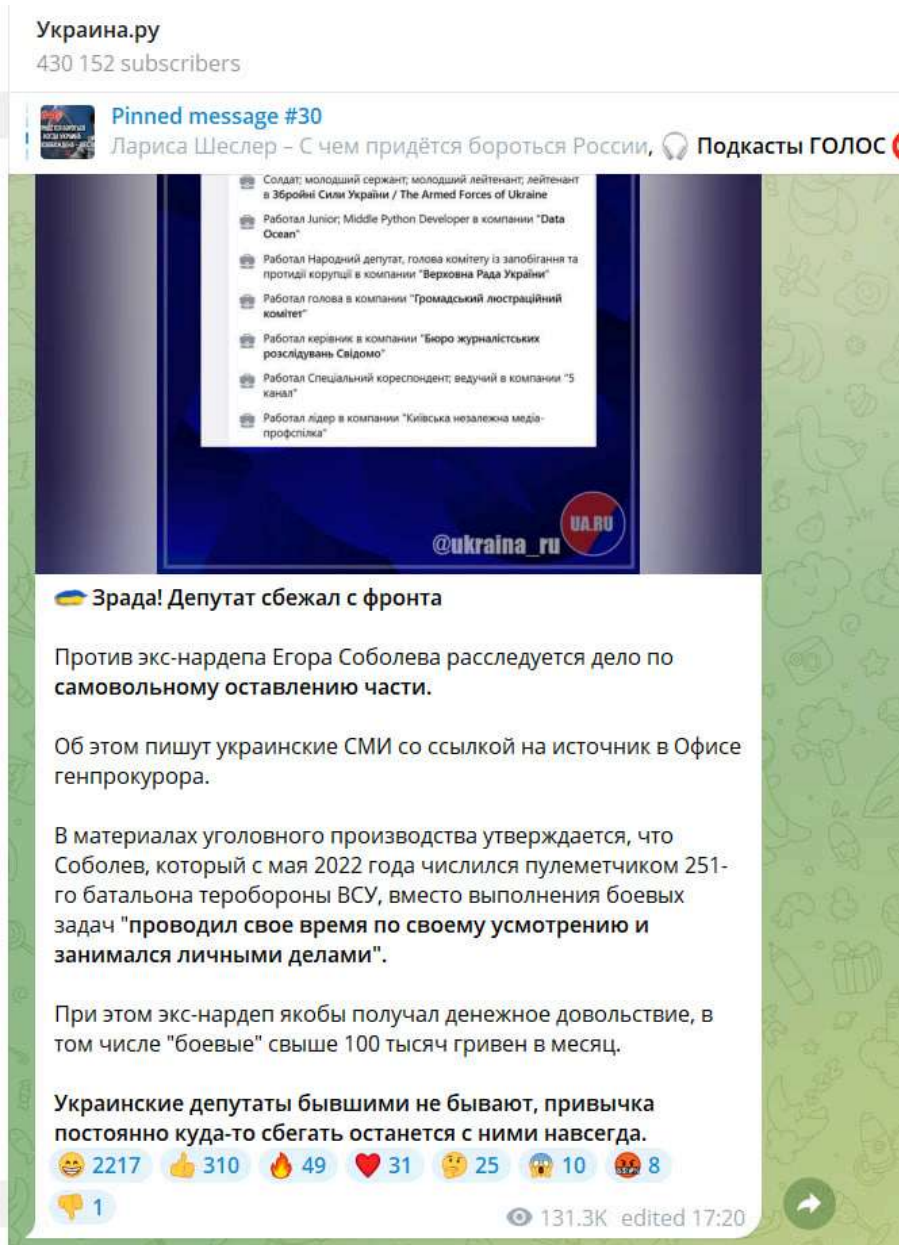 Украина.ру
430 152 subscribers
Pinned message #30
Лариса Шеслер – С чем придётся бороться России, 🎧 Подкасты ГОЛОС
Солдат; молодший сержант; молодший лейтенант; лейтенант
в Збройні Сили України / The Armed Forces of Ukraine
Работал Junior; Middle Python Developer в компании "Data
Ocean"
Работал Народний депутат, голова комітету із запобігання та
протидії корупції в компании "Верховна Рада України"
Работал голова в компании "Громадський люстраційний
комітет"
Работал керівник в компании "Бюро журналістських
розслідувань Свідомо"
Работал Спеціальний кореспондент; ведучий в компании "5
канал"
Работал лідер в компании "Київська незалежна медіа-
профспілка"
UA.RU
@ukraina_ru
Зрада! Депутат сбежал с фронта
Против экс-нардепа Егора Соболева расследуется дело по
самовольному оставлению части.
Об этом пишут украинские СМИ со ссылкой на источник в Офисе
генпрокурора.
В материалах уголовного производства утверждается, что
Соболев, который с мая 2022 года числился пулеметчиком 251-
го батальона теробороны ВСУ, вместо выполнения боевых
задач "проводил свое время по своему усмотрению и
занимался личными делами".
При этом экс-нардеп якобы получал денежное довольствие, в
том числе "боевые" свыше 100 тысяч гривен в месяц.
Украинские депутаты бывшими не бывают, привычка
постоянно куда-то сбегать останется с ними навсегда.
😁 2217 👍 310 🔥 49 ❤ 31 🤔 25 😱 10 🤬 8
👎 1
131.3K edited 17:20